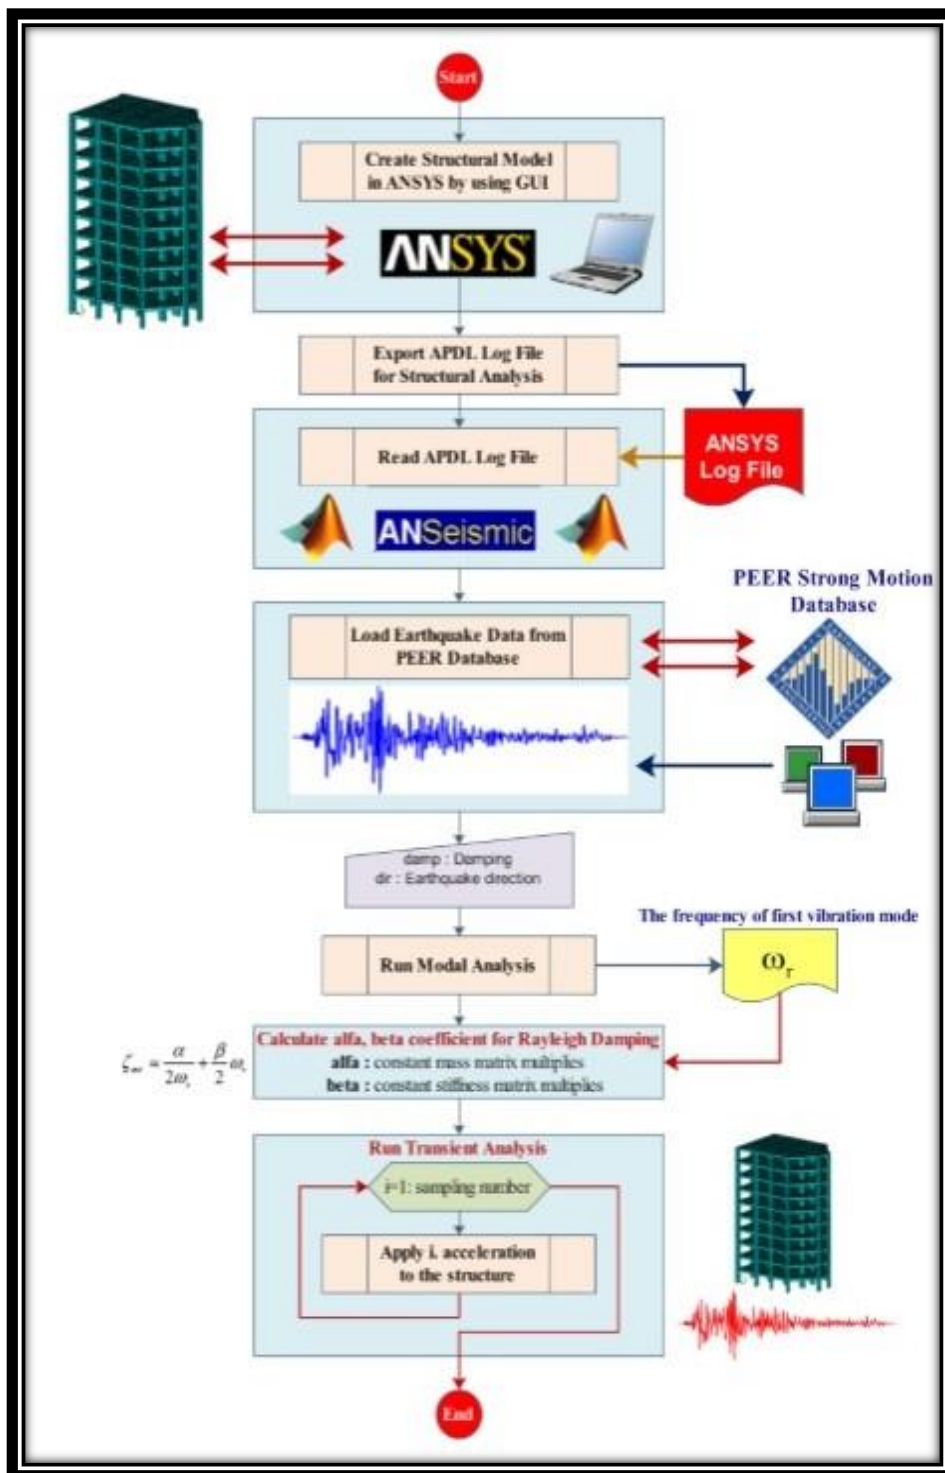 Start
Create Structural Model
in ANSYS by using GUI
ANSYS
Export APDL Log File
for Structural Analysis
ANSYS
Log File
Read APDL Log File
ANSeismic
PEER Strong Motion
Database
Load Earthquake Data from
PEER Database
damp : Damping
dir : Earthquake direction
The frequency of first vibration mode
Run Modal Analysis
ωr
Calculate alfa, beta coefficient for Rayleigh Damping
alfa : constant mass matrix multiplies
beta : constant stiffness matrix multiplies
Run Transient Analysis
i=1: sampling number
Apply i. acceleration
to the structure
End